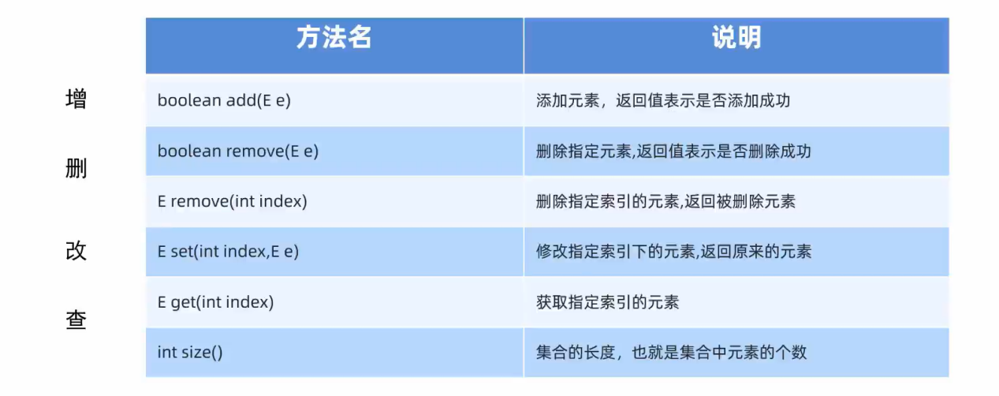 方法名 说明
增
boolean add(E e) 添加元素，返回值表示是否添加成功
boolean remove(E e) 删除指定元素,返回值表示是否删除成功
删
E remove(int index) 删除指定索引的元素,返回被删除元素
改
E set(int index,E e) 修改指定索引下的元素,返回原来的元素
E get(int index) 获取指定索引的元素
查
int size() 集合的长度，也就是集合中元素的个数